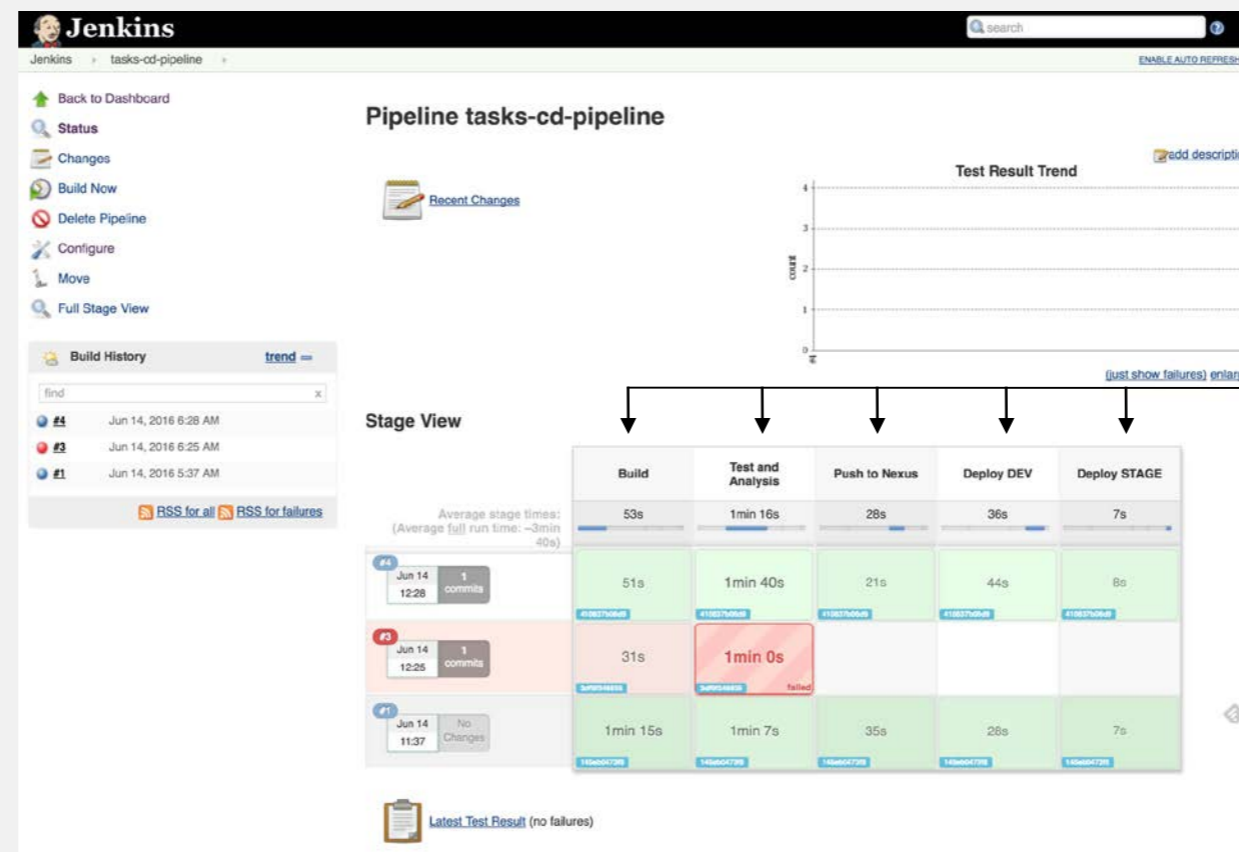 Jenkins
search
Jenkins
tasks-cd-pipeline
ENABLE AUTO REFRESH
Back to Dashboard
Status
Changes
Build Now
Delete Pipeline
Configure
Move
Full Stage View
Build History
trend
find
x
#4 Jun 14, 2016 6:28 AM
#3 Jun 14, 2016 6:25 AM
#1 Jun 14, 2016 5:37 AM
RSS for all RSS for failures
Pipeline tasks-cd-pipeline
add descripti
Recent Changes
Test Result Trend
4
3
count
2
1
0
(just show failures) enlarg
Stage View
Build
Test and
Analysis
Push to Nexus
Deploy DEV
Deploy STAGE
Average stage times:
(Average full run time: ~3min
40s)
53s
1min 16s
28s
36s
7s
#4
Jun 14
12:28
1
commits
51s
1min 40s
21s
44s
8s
#3
Jun 14
12:25
1
commits
31s
1min 0s
failed
#1
Jun 14
11:37
No
Changes
1min 15s
1min 7s
35s
28s
7s
Latest Test Result (no failures)